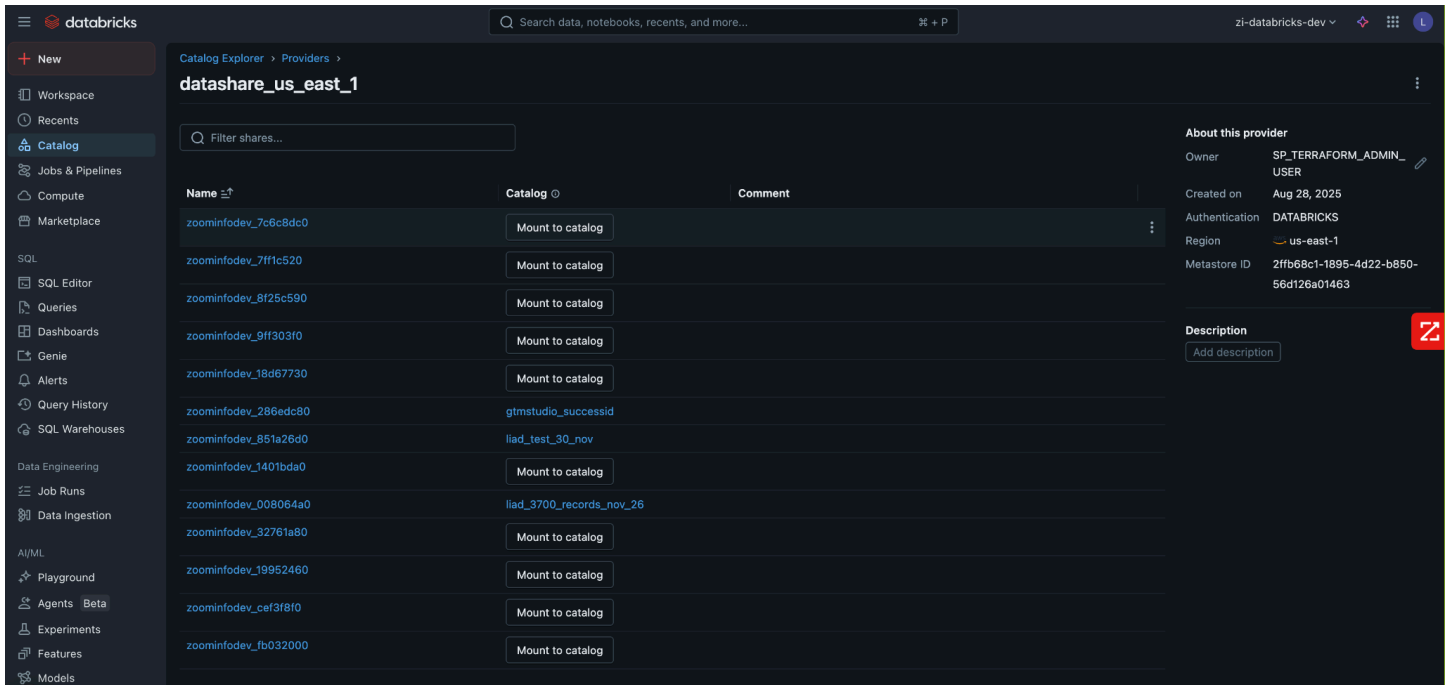 databricks
Search data, notebooks, recents, and more...
⌘ + P
zi-databricks-dev
L
New
Workspace
Recents
Catalog
Jobs & Pipelines
Compute
Marketplace
SQL
SQL Editor
Queries
Dashboards
Genie
Alerts
Query History
SQL Warehouses
Data Engineering
Job Runs
Data Ingestion
AI/ML
Playground
Agents Beta
Experiments
Features
Models
Catalog Explorer > Providers >
datashare_us_east_1
Filter shares...
Name Catalog Comment
zoominfodev_7c6c8dc0 Mount to catalog
zoominfodev_7ff1c520 Mount to catalog
zoominfodev_8f25c590 Mount to catalog
zoominfodev_9ff303f0 Mount to catalog
zoominfodev_18d67730 Mount to catalog
zoominfodev_286edc80 gtmstudio_successid
zoominfodev_851a26d0 liad_test_30_nov
zoominfodev_1401bda0 Mount to catalog
zoominfodev_008064a0 liad_3700_records_nov_26
zoominfodev_32761a80 Mount to catalog
zoominfodev_19952460 Mount to catalog
zoominfodev_cef3f8f0 Mount to catalog
zoominfodev_fb032000 Mount to catalog
About this provider
Owner SP_TERRAFORM_ADMIN_
USER
Created on Aug 28, 2025
Authentication DATABRICKS
Region us-east-1
Metastore ID 2ffb68c1-1895-4d22-b850-
56d126a01463
Description
Add description